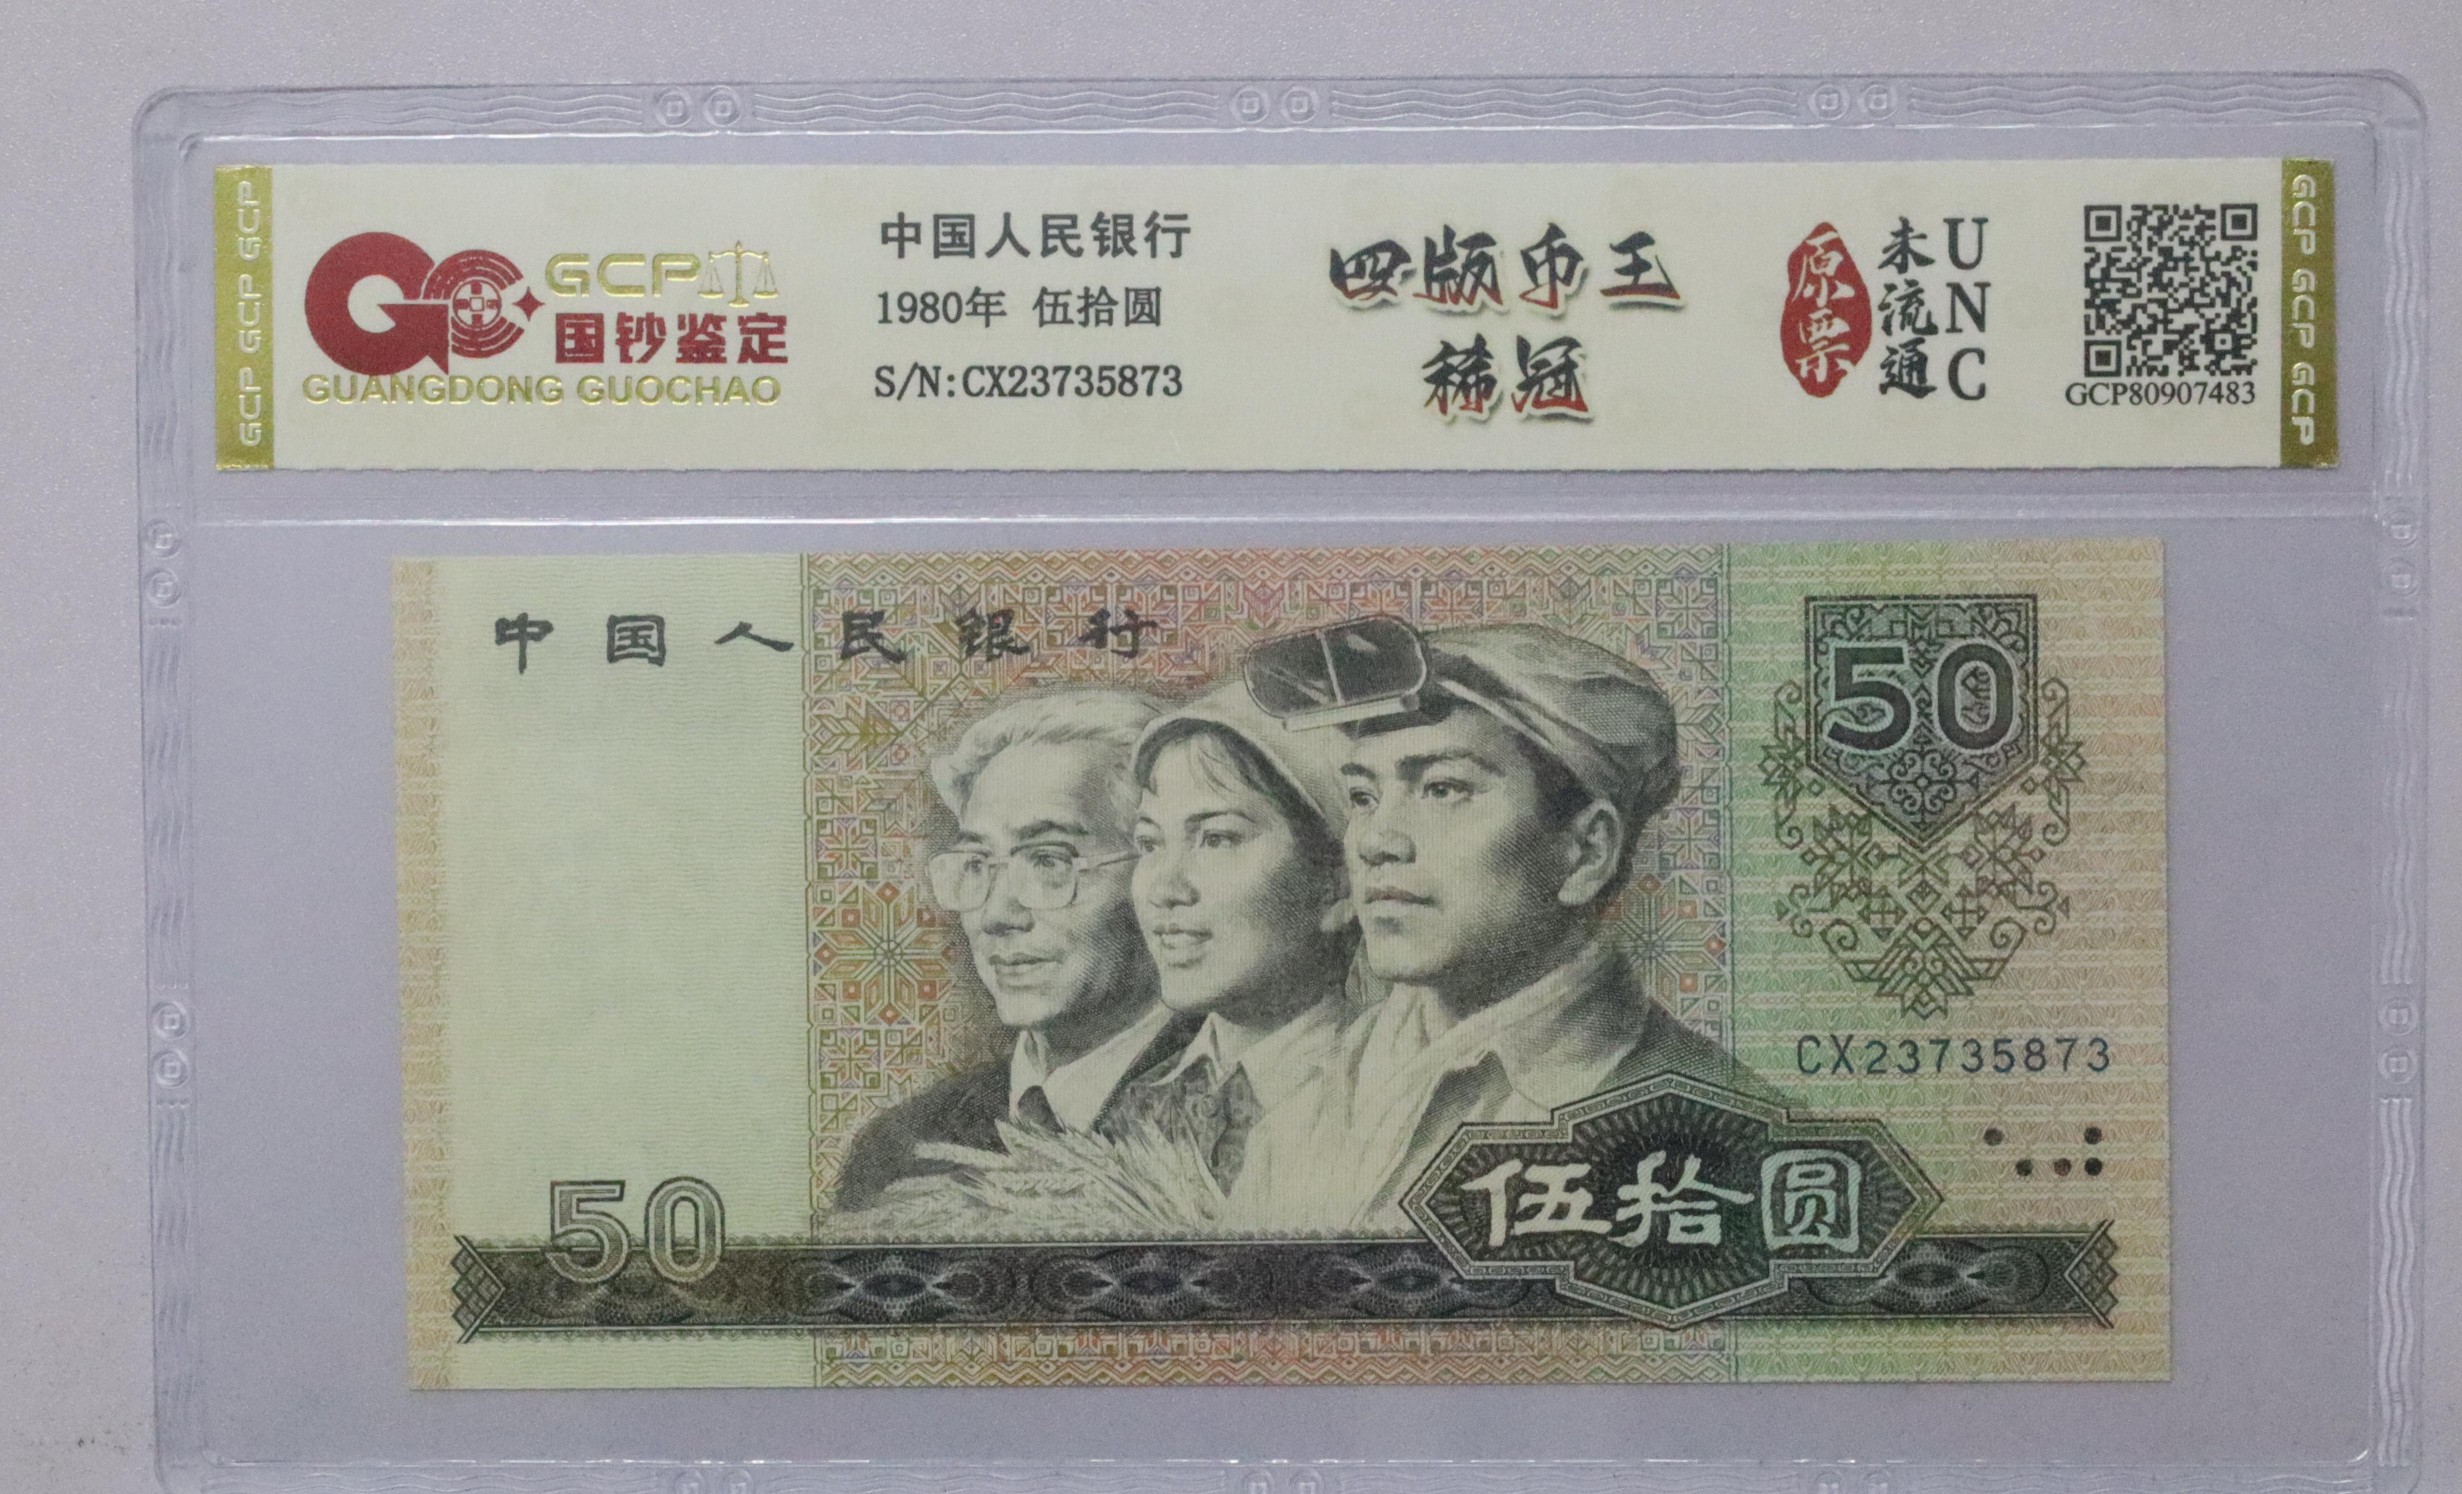 GCP GCP GCP
GCP
国钞鉴定
GUANGDONG GUOCHAO
中国人民银行
1980年 伍拾圆
S/N:CX23735873
四版币王
稀冠
原票
未流通
UNC
GCP80907483
GCP GCP GCP
中国人民银行
50
CX23735873
50
伍拾圆